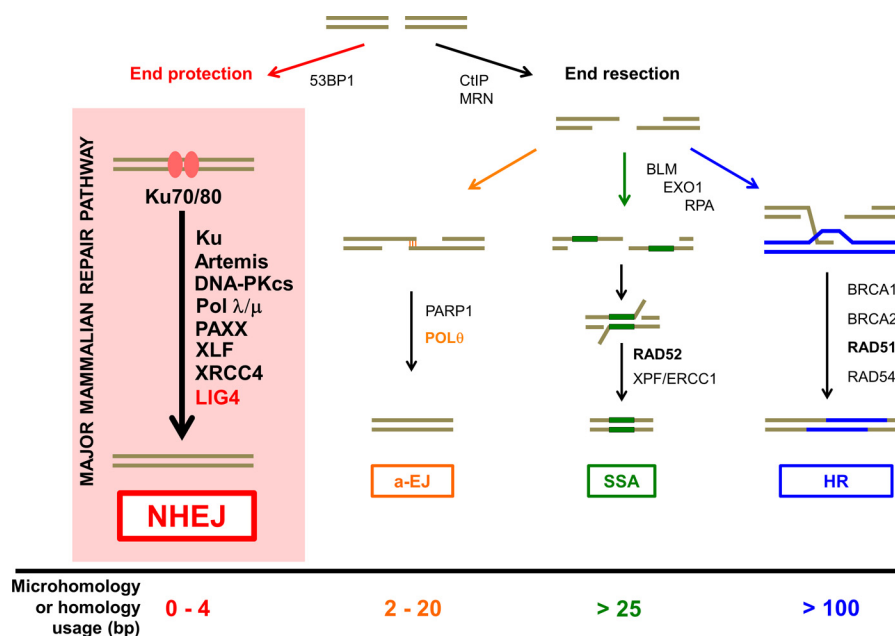 End protection
53BP1
CtIP
MRN
End resection
MAJOR MAMMALIAN REPAIR PATHWAY
Ku70/80
Ku
Artemis
DNA-PKcs
Pol λ/μ
PAXX
XLF
XRCC4
LIG4
NHEJ
BLM
EXO1
RPA
PARP1
POLθ
a-EJ
RAD52
XPF/ERCC1
SSA
BRCA1
BRCA2
RAD51
RAD54
HR
Microhomology
or homology
usage (bp)
0 - 4
2 - 20
> 25
> 100